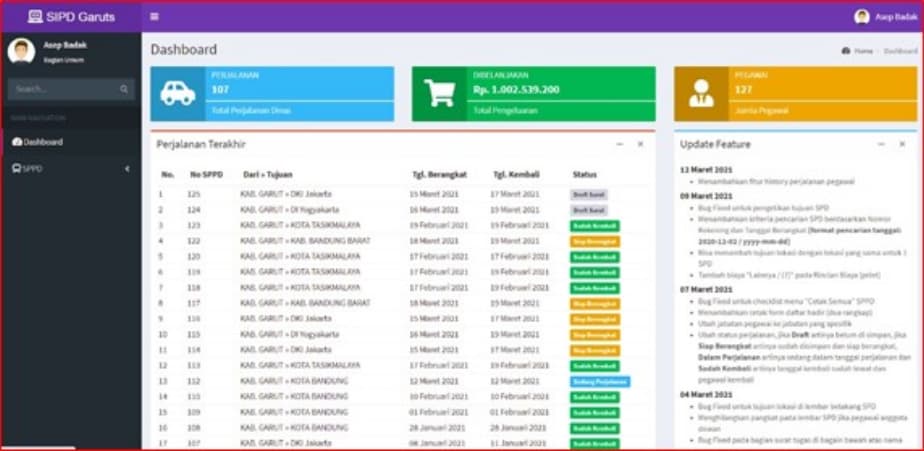 SIPD Garuts
Asep Badak
Asep Badak
Bagian Umum
Search...
MAIN NAVIGATION
Dashboard
SPPD
Dashboard
Home > Dashboard
PERJALANAN
107
Total Perjalanan Dinas
DIBELANJAKAN
Rp. 1.002.539.200
Total Pengeluaran
PEGAWAI
127
Jumla Pegawai
Perjalanan Terakhir
No. No SPPD Dari » Tujuan Tgl. Berangkat Tgl. Kembali Status
1 125 KAB. GARUT » DKI Jakarta 15 Maret 2021 17 Maret 2021 Draft Surat
2 124 KAB. GARUT » DI Yogyakarta 16 Maret 2021 19 Maret 2021 Draft Surat
3 123 KAB. GARUT » KOTA TASIKMALAYA 19 Februari 2021 19 Februari 2021 Sudah Kembali
4 122 KAB. GARUT » KAB. BANDUNG BARAT 18 Maret 2021 19 Maret 2021 Siap Berangkat
5 120 KAB. GARUT » KOTA TASIKMALAYA 17 Februari 2021 17 Februari 2021 Sudah Kembali
6 119 KAB. GARUT » KOTA TASIKMALAYA 17 Februari 2021 19 Februari 2021 Sudah Kembali
7 118 KAB. GARUT » KOTA TASIKMALAYA 17 Februari 2021 19 Februari 2021 Sudah Kembali
8 117 KAB. GARUT » KAB. BANDUNG BARAT 18 Maret 2021 19 Maret 2021 Siap Berangkat
9 116 KAB. GARUT » DKI Jakarta 15 Maret 2021 17 Maret 2021 Siap Berangkat
10 115 KAB. GARUT » DI Yogyakarta 16 Maret 2021 19 Maret 2021 Siap Berangkat
11 114 KAB. GARUT » DKI Jakarta 15 Maret 2021 17 Maret 2021 Siap Berangkat
12 113 KAB. GARUT » KOTA TASIKMALAYA 17 Februari 2021 19 Februari 2021 Sudah Kembali
13 112 KAB. GARUT » KOTA BANDUNG 12 Maret 2021 12 Maret 2021 Sedang Perjalanan
14 110 KAB. GARUT » KOTA BANDUNG 10 Februari 2021 10 Februari 2021 Sudah Kembali
15 109 KAB. GARUT » KOTA BANDUNG 01 Februari 2021 01 Februari 2021 Sudah Kembali
16 108 KAB. GARUT » KOTA BANDUNG 28 Januari 2021 28 Januari 2021 Sudah Kembali
17 107 KAB. GARUT » DKI Jakarta 08 Januari 2021 11 Januari 2021 Sudah Kembali
Update Feature
12 Maret 2021
Menambahkan fitur history perjalanan pegawai
09 Maret 2021
Bug Fixed untuk pengetikan tujuan SPD
Menambahkan kriteria pencarian SPD berdasarkan Nomor
Rekening dan Tanggal Berangkat (format pencarian tanggal:
2020-12-02 / yyyy-mm-dd)
Bisa menambah tujuan lokasi dengan lokasi yang sama untuk 1
SPD
Tambah biaya "Lainnya / (?)" pada Rincian Biaya (print)
07 Maret 2021
Bug Fixed untuk checklist menu "Cetak Semua" SPPD
Menambahkan cetak form daftar hadir (dua rangkap)
Ubah jabatan pegawai ke jabatan yang spesifik
Ubah status perjalanan, jika Draft artinya belum di simpan, jika
Siap Berangkat artinya sudah disimpan dan siap berangkat,
Dalam Perjalanan artinya sedang dalam tanggal perjalanan dan
Sudah Kembali artinya tanggal kembali sudah lewat dan
pegawai kembali
04 Maret 2021
Bug Fixed untuk tujuan lokasi di lembar belakang SPD
Menghilangkan pangkat pada lembar SPD jika pegawai anggota
dewan
Bug Fixed pada bagian surat tugas di bagain bawah atas nama